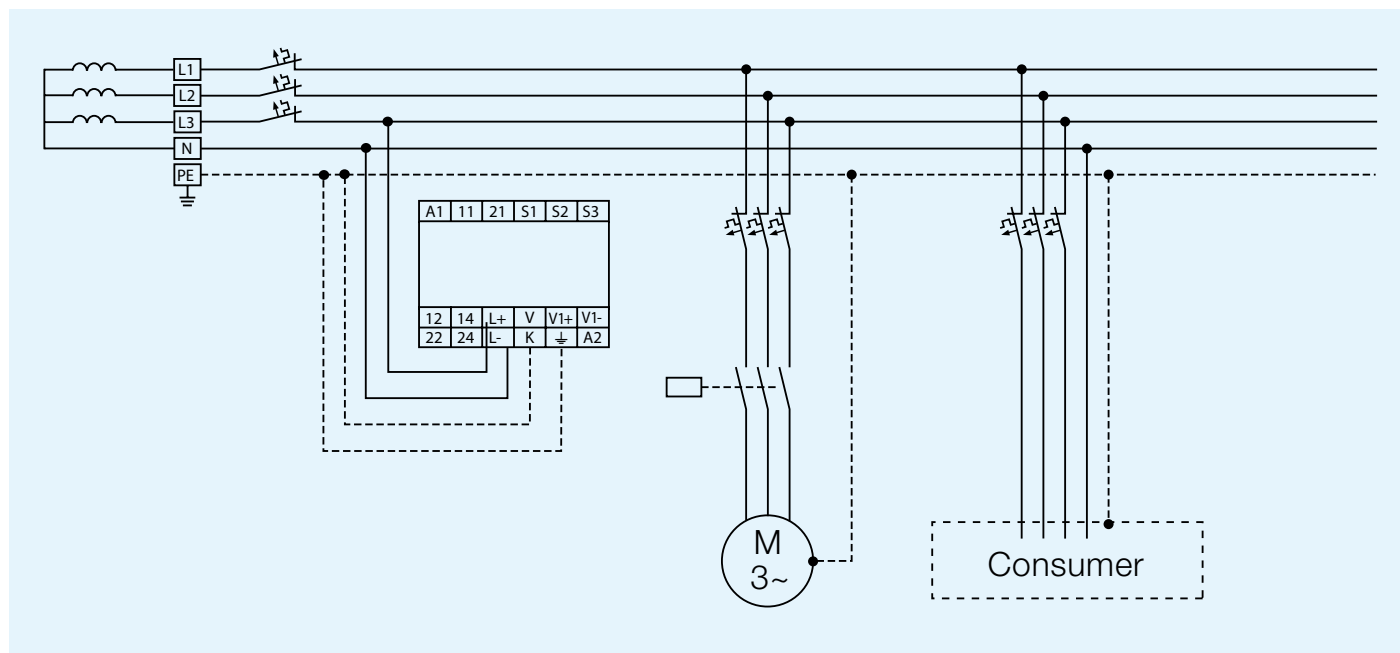 L1
L2
L3
N
PE
A1 11 21 S1 S2 S3
12 14 L+ V V1+ V1-
22 24 L- K A2
M
3~
Consumer